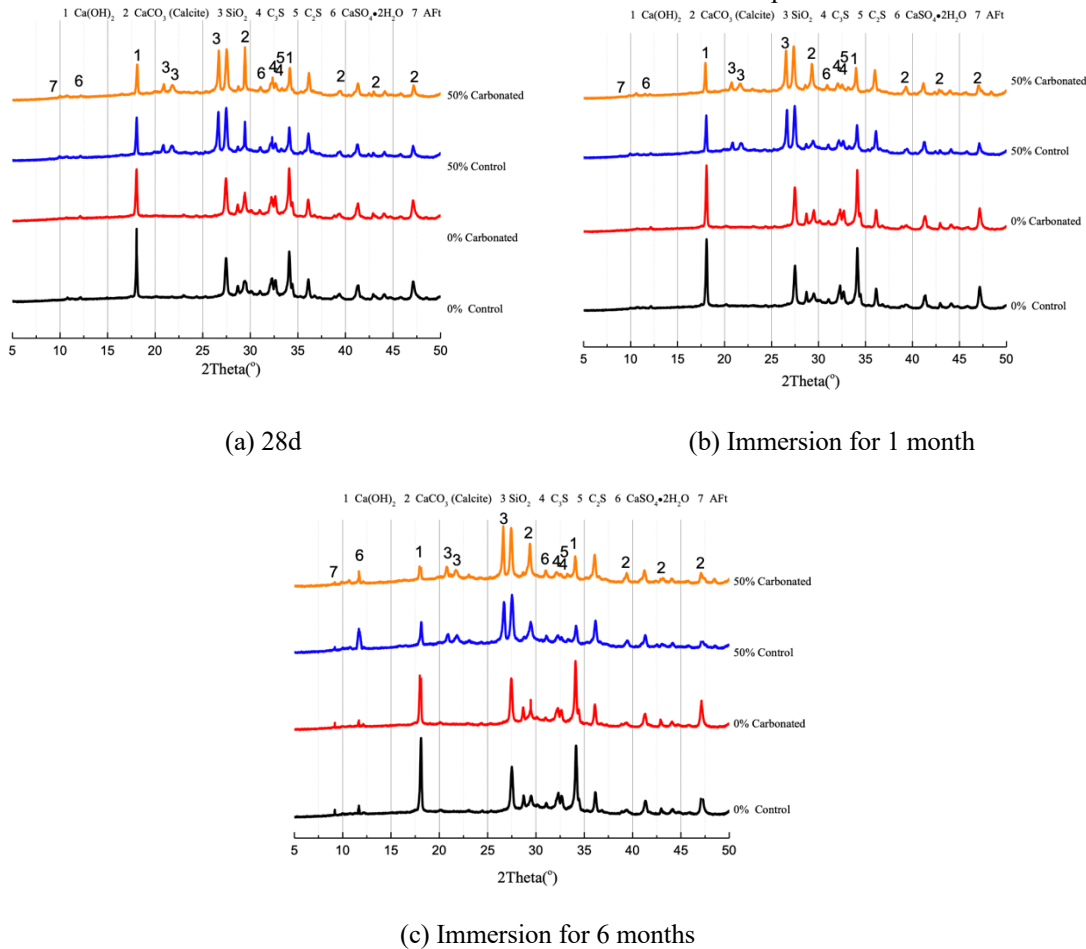 1 Ca(OH)₂ 2 CaCO₃ (Calcite) 3 SiO₂ 4 C₃S 5 C₂S 6 CaSO₄•2H₂O 7 AFt
7 6 1 3 3 3 2 6 4 5 4 1 2 2 2
50% Carbonated
50% Control
0% Carbonated
0% Control
5 10 15 20 25 30 35 40 45 50
2Theta(°)
(a) 28d
1 Ca(OH)₂ 2 CaCO₃ (Calcite) 3 SiO₂ 4 C₃S 5 C₂S 6 CaSO₄•2H₂O 7 AFt
7 6 1 3 3 3 2 6 4 5 4 1 2 2 2
50% Carbonated
50% Control
0% Carbonated
0% Control
5 10 15 20 25 30 35 40 45 50
2Theta(°)
(b) Immersion for 1 month
1 Ca(OH)₂ 2 CaCO₃ (Calcite) 3 SiO₂ 4 C₃S 5 C₂S 6 CaSO₄•2H₂O 7 AFt
7 6 1 3 3 3 2 6 4 5 4 1 2 2 2
50% Carbonated
50% Control
0% Carbonated
0% Control
5 10 15 20 25 30 35 40 45 50
2Theta(°)
(c) Immersion for 6 months